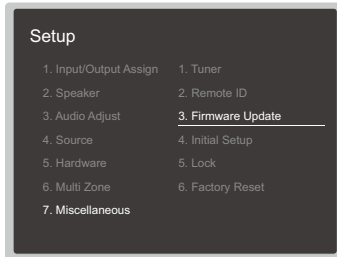 Setup
1. Input/Output Assign
2. Speaker
3. Audio Adjust
4. Source
5. Hardware
6. Multi Zone
7. Miscellaneous
1. Tuner
2. Remote ID
3. Firmware Update
4. Initial Setup
5. Lock
6. Factory Reset